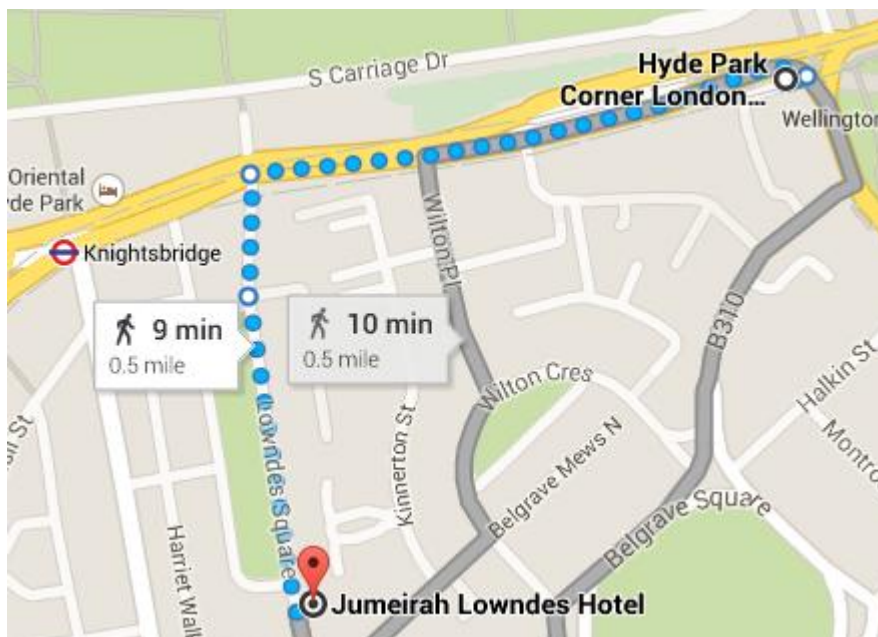 S Carriage Dr
Hyde Park
Corner London...
Wellington
Oriental
yde Park
Knightsbridge
Wilton Pl
9 min
0.5 mile
10 min
0.5 mile
B310
Halkin St
Wilton Cres
Montro
Lowndes Square
Kinnerton St
Belgrave Mews N
Belgrave Square
Harriet Walk
Jumeirah Lowndes Hotel